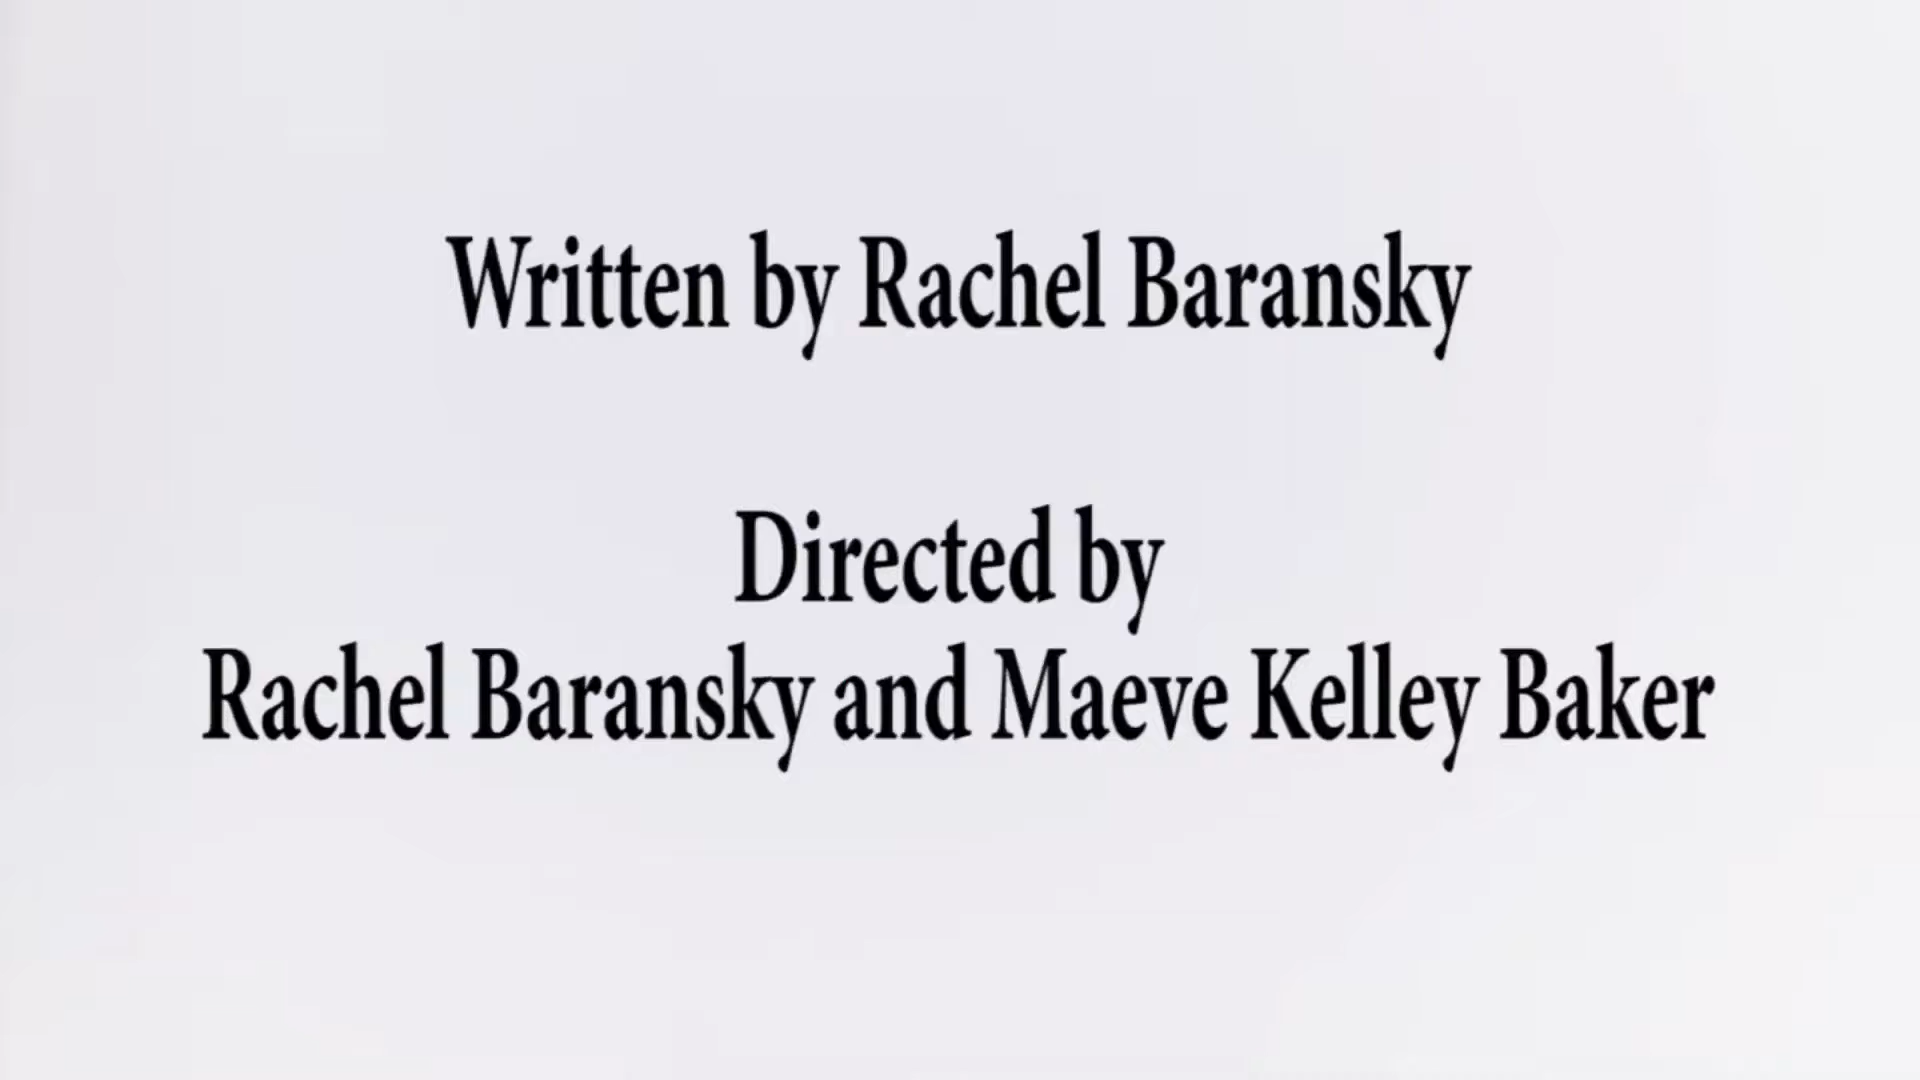 Written by Rachel Baransky
Directed by
Rachel Baransky and Maeve Kelley Baker